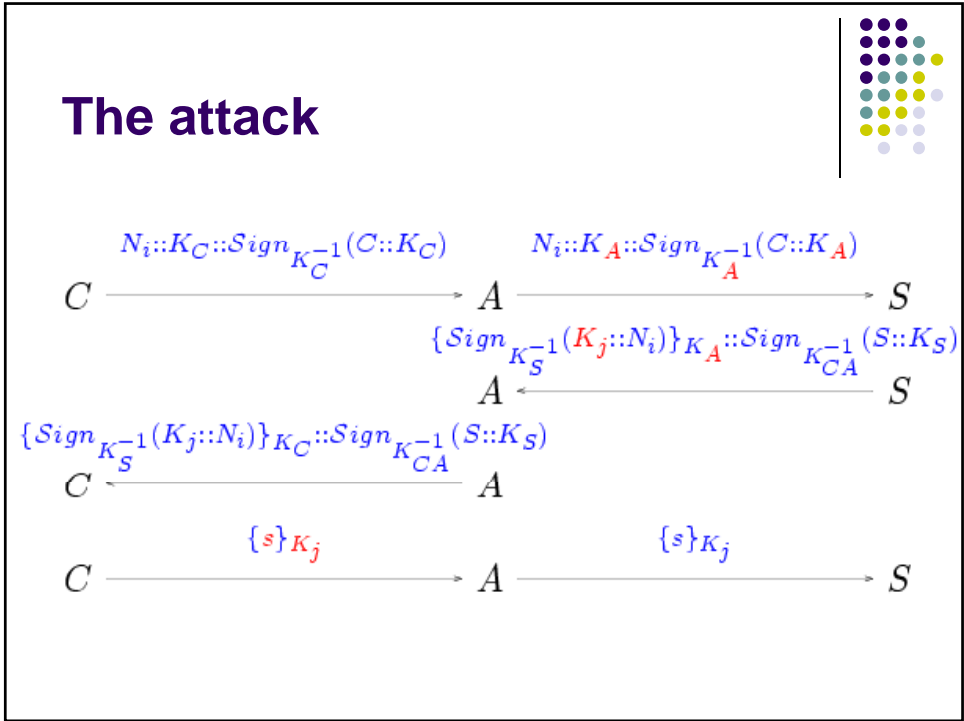 The attack
$N_i::K_C::Sign_{K_C^{-1}}(C::K_C)$ $N_i::K_A::Sign_{K_A^{-1}}(C::K_A)$
C A S
$\{Sign_{K_S^{-1}}(K_j::N_i)\}_{K_A}::Sign_{K_{CA}^{-1}}(S::K_S)$
A S
$\{Sign_{K_S^{-1}}(K_j::N_i)\}_{K_C}::Sign_{K_{CA}^{-1}}(S::K_S)$
C A
$\{s\}_{K_j}$ $\{s\}_{K_j}$
C A S